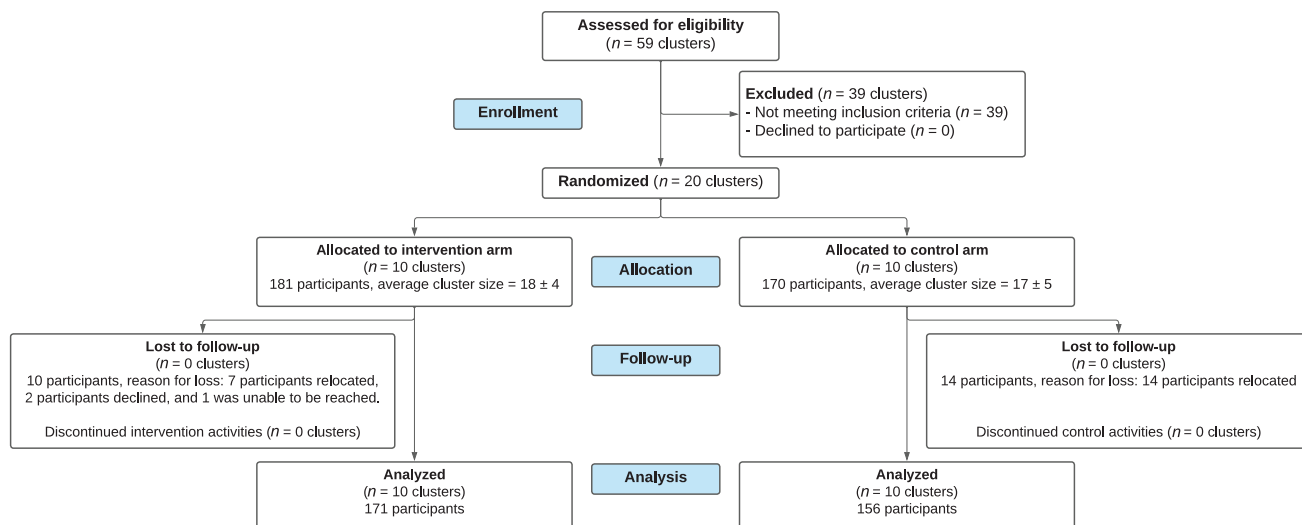 Assessed for eligibility
(n = 59 clusters)
Enrollment
Excluded (n = 39 clusters)
- Not meeting inclusion criteria (n = 39)
- Declined to participate (n = 0)
Randomized (n = 20 clusters)
Allocated to intervention arm
(n = 10 clusters)
181 participants, average cluster size = 18 ± 4
Allocation
Allocated to control arm
(n = 10 clusters)
170 participants, average cluster size = 17 ± 5
Lost to follow-up
(n = 0 clusters)
10 participants, reason for loss: 7 participants relocated,
2 participants declined, and 1 was unable to be reached.
Discontinued intervention activities (n = 0 clusters)
Follow-up
Lost to follow-up
(n = 0 clusters)
14 participants, reason for loss: 14 participants relocated
Discontinued control activities (n = 0 clusters)
Analyzed
(n = 10 clusters)
171 participants
Analysis
Analyzed
(n = 10 clusters)
156 participants